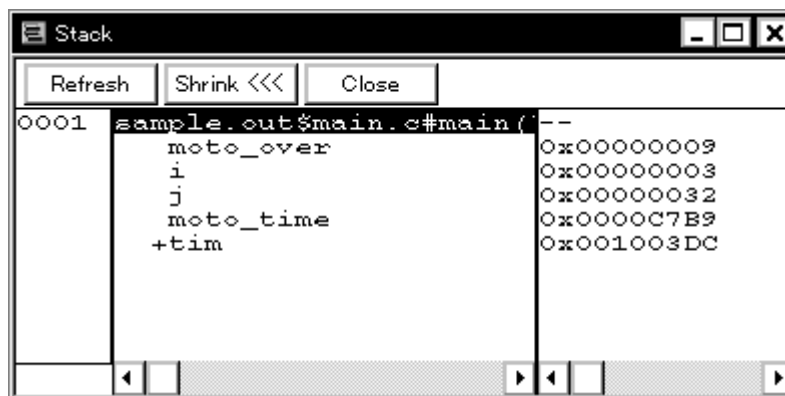 Stack
Refresh Shrink <<< Close
0001 sample.out$main.c#main( --
moto_over 0x00000009
i 0x00000003
j 0x00000032
moto_time 0x0000C7B9
+tim 0x001003DC